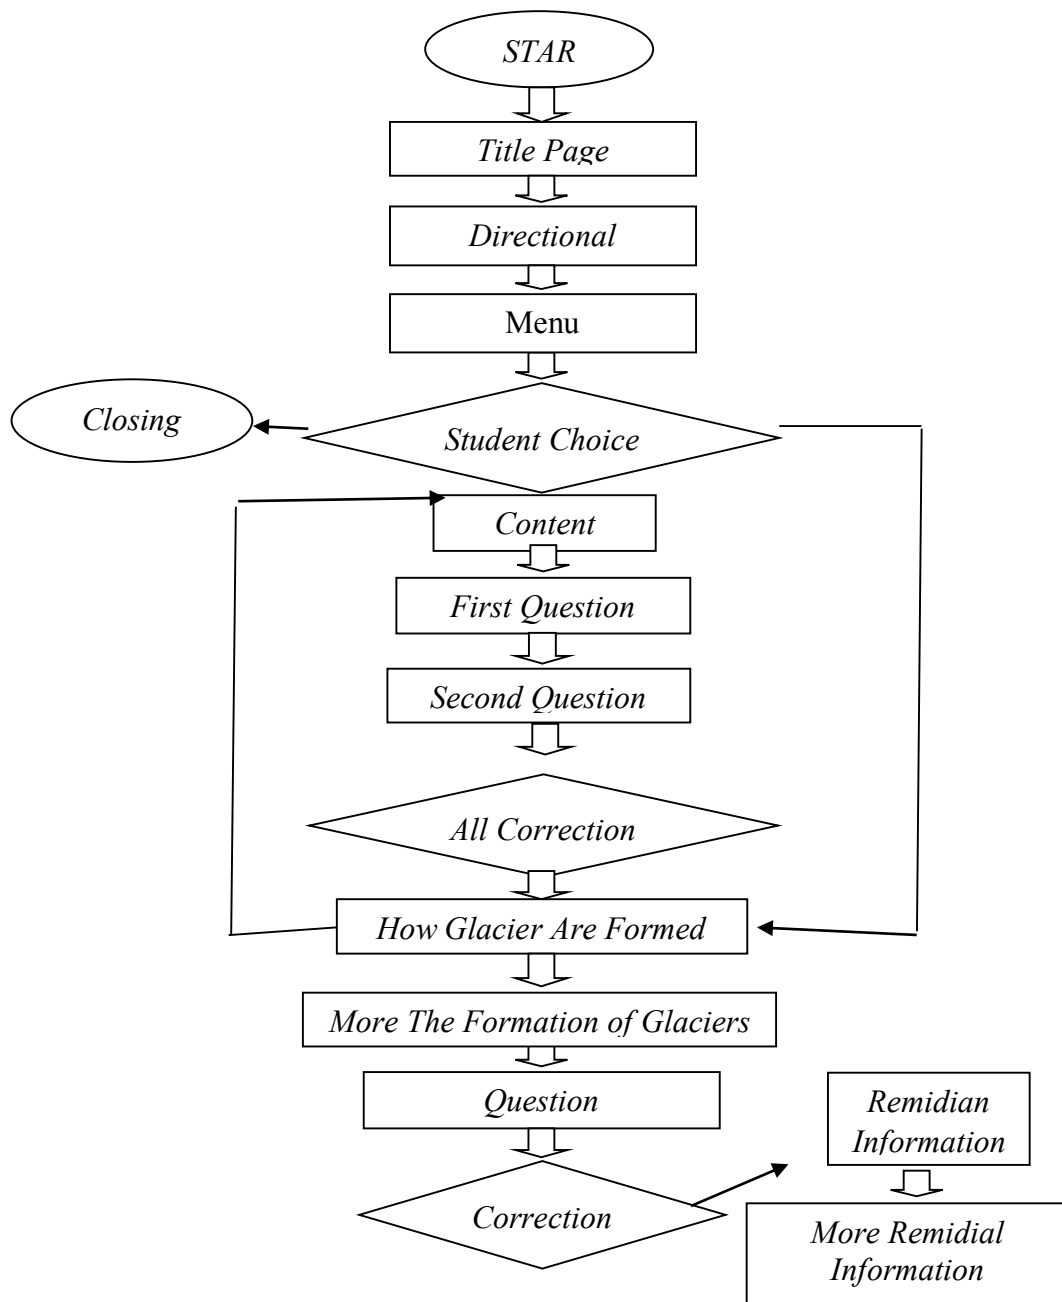 STAR
Title Page
Directional
Menu
Closing
Student Choice
Content
First Question
Second Question
All Correction
How Glacier Are Formed
More The Formation of Glaciers
Question
Remidian
Information
Correction
More Remidial
Information